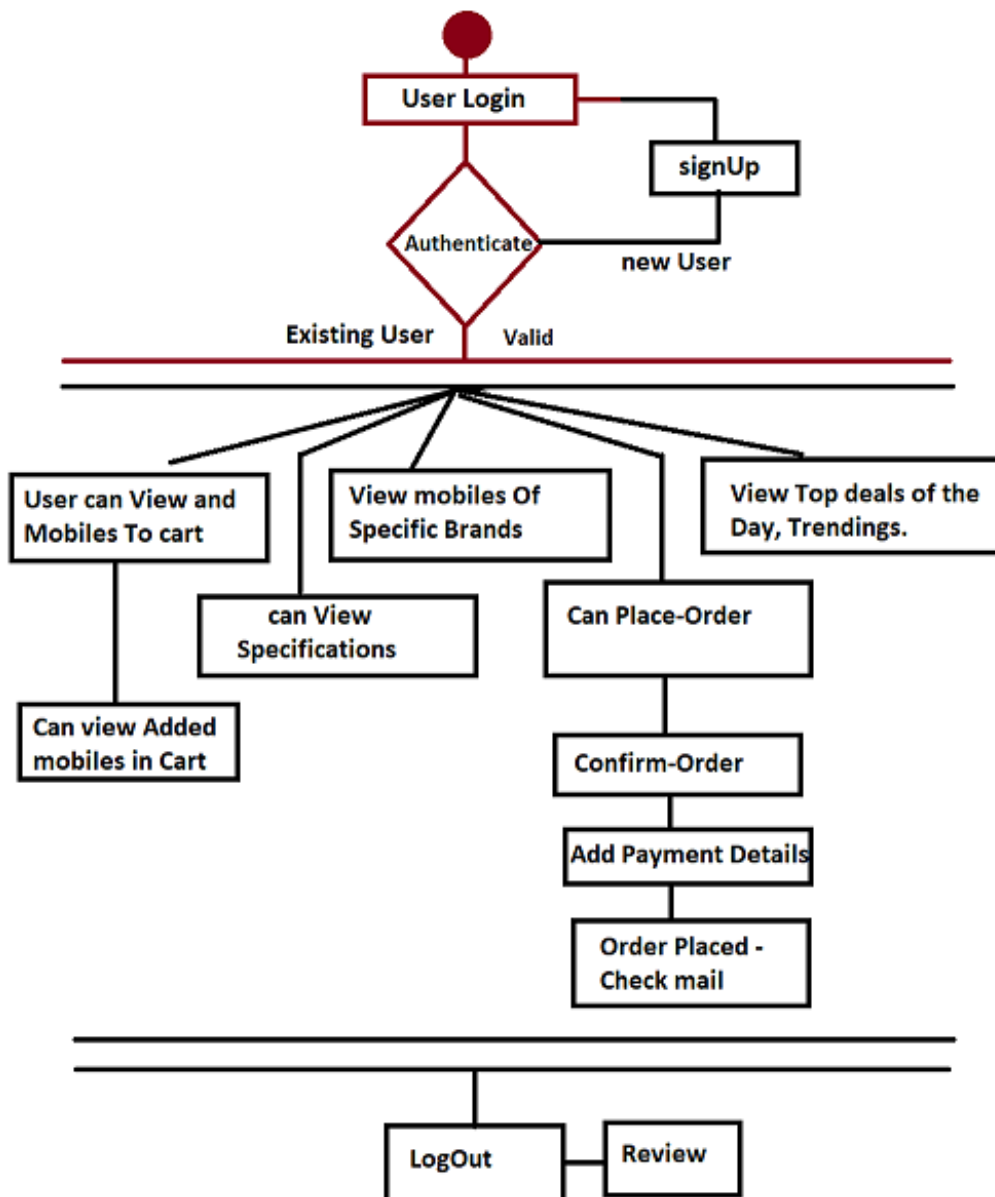 User Login
signUp
Authenticate
new User
Existing User
Valid
User can View and
Mobiles To cart
View mobiles Of
Specific Brands
View Top deals of the
Day, Trendings.
can View
Specifications
Can Place-Order
Can view Added
mobiles in Cart
Confirm-Order
Add Payment Details
Order Placed -
Check mail
LogOut
Review